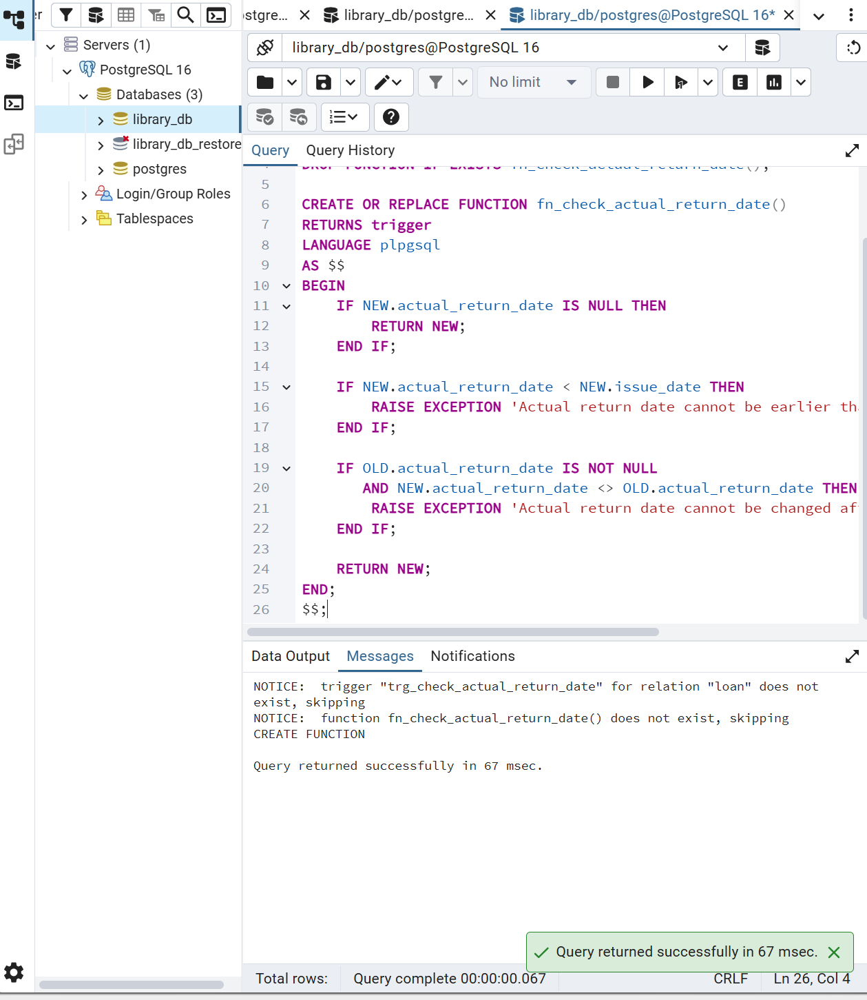 er
stgre...
library_db/postgre...
library_db/postgres@PostgreSQL 16*
Servers (1)
PostgreSQL 16
Databases (3)
library_db
library_db_restore
postgres
Login/Group Roles
Tablespaces
library_db/postgres@PostgreSQL 16
No limit
E
Query
Query History
DROP FUNCTION IF EXISTS fn_check_actual_return_date();
5
6 CREATE OR REPLACE FUNCTION fn_check_actual_return_date()
7 RETURNS trigger
8 LANGUAGE plpgsql
9 AS $$
10 BEGIN
11 IF NEW.actual_return_date IS NULL THEN
12 RETURN NEW;
13 END IF;
14
15 IF NEW.actual_return_date < NEW.issue_date THEN
16 RAISE EXCEPTION 'Actual return date cannot be earlier th
17 END IF;
18
19 IF OLD.actual_return_date IS NOT NULL
20 AND NEW.actual_return_date <> OLD.actual_return_date THEN
21 RAISE EXCEPTION 'Actual return date cannot be changed af
22 END IF;
23
24 RETURN NEW;
25 END;
26 $$;
Data Output
Messages
Notifications
NOTICE:  trigger "trg_check_actual_return_date" for relation "loan" does not
exist, skipping
NOTICE:  function fn_check_actual_return_date() does not exist, skipping
CREATE FUNCTION
Query returned successfully in 67 msec.
Query returned successfully in 67 msec.
Total rows:
Query complete 00:00:00.067
CRLF
Ln 26, Col 4